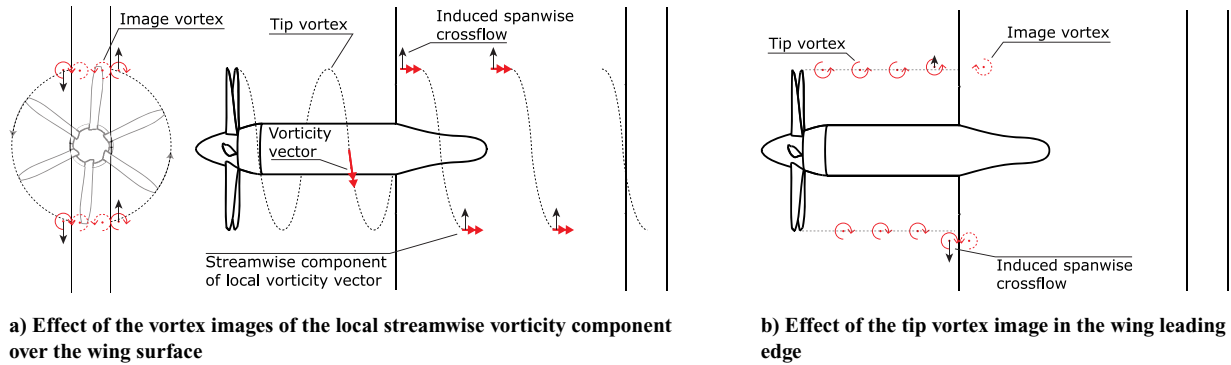 Image vortex
Tip vortex
Induced spanwise
crossflow
Vorticity
vector
Streamwise component
of local vorticity vector
a) Effect of the vortex images of the local streamwise vorticity component
over the wing surface
Tip vortex
Image vortex
Induced spanwise
crossflow
b) Effect of the tip vortex image in the wing leading
edge